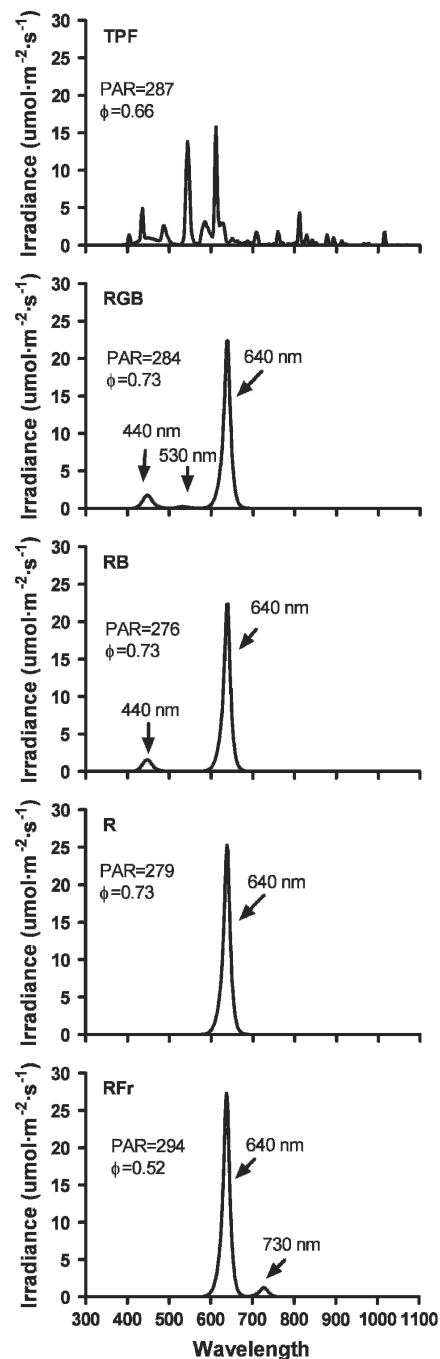 TPF
PAR=287
ϕ=0.66
Irradiance (umol·m⁻²·s⁻¹)
30
25
20
15
10
5
0
RGB
PAR=284
ϕ=0.73
640 nm
440 nm
530 nm
Irradiance (umol·m⁻²·s⁻¹)
30
25
20
15
10
5
0
RB
PAR=276
ϕ=0.73
640 nm
440 nm
Irradiance (umol·m⁻²·s⁻¹)
30
25
20
15
10
5
0
R
PAR=279
ϕ=0.73
640 nm
Irradiance (umol·m⁻²·s⁻¹)
30
25
20
15
10
5
0
RFr
PAR=294
ϕ=0.52
640 nm
730 nm
Irradiance (umol·m⁻²·s⁻¹)
30
25
20
15
10
5
0
300 400 500 600 700 800 900 1000 1100
Wavelength